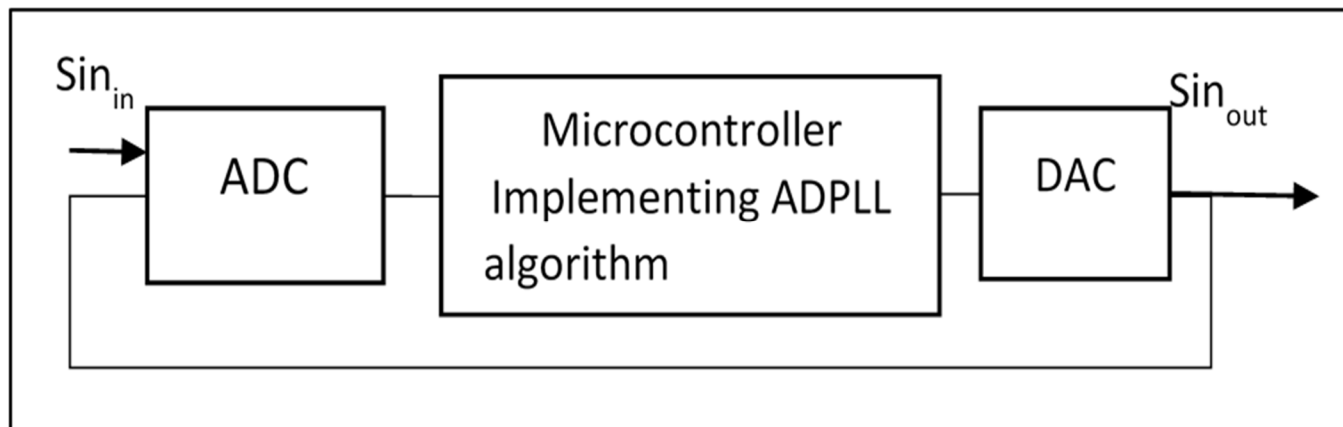 Sin_in
ADC
Microcontroller
Implementing ADPLL
algorithm
DAC
Sin_out